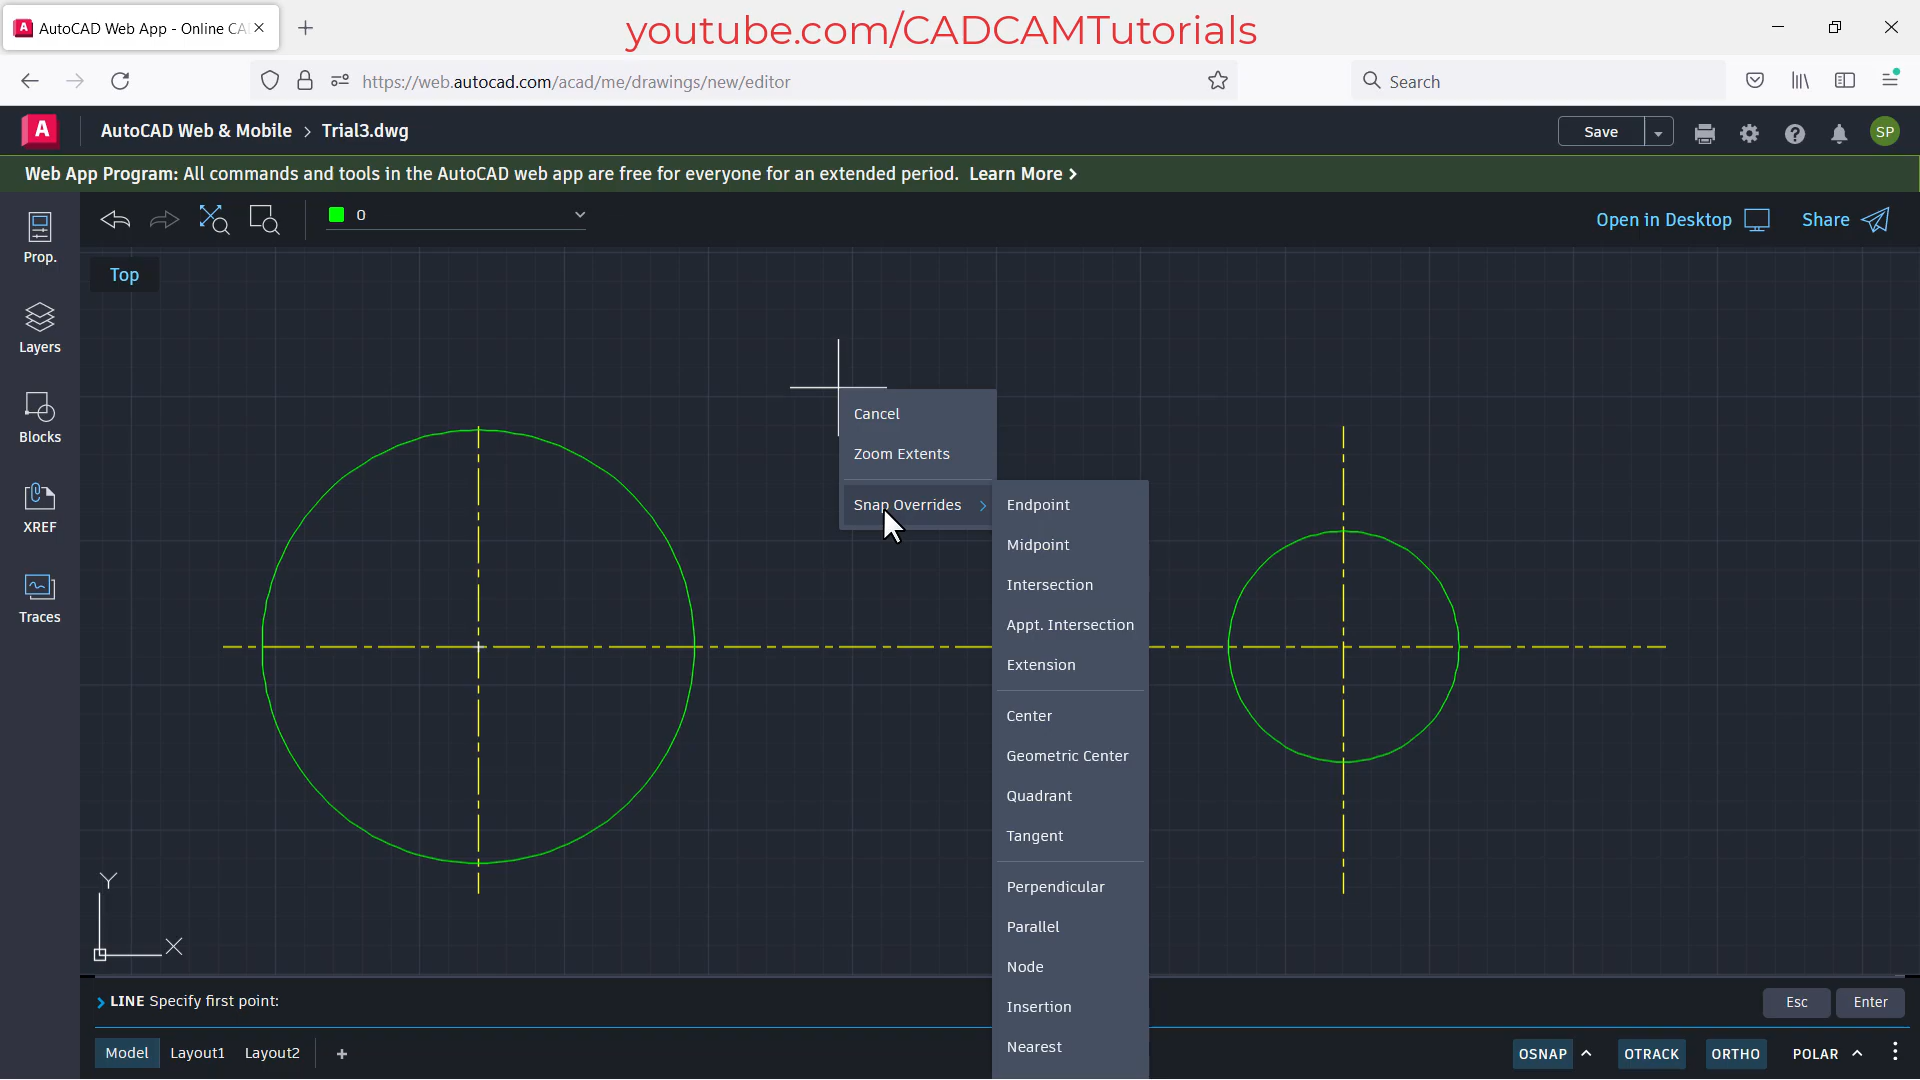 AutoCAD Web App - Online CA
youtube.com/CADCAMTutorials
https://web.autocad.com/acad/me/drawings/new/editor
Search
A
AutoCAD Web & Mobile > Trial3.dwg
Save
SP
Web App Program: All commands and tools in the AutoCAD web app are free for everyone for an extended period. Learn More >
0
Open in Desktop
Share
Prop.
Layers
Blocks
XREF
Traces
Top
Cancel
Zoom Extents
Snap Overrides
Endpoint
Midpoint
Intersection
Appt. Intersection
Extension
Center
Geometric Center
Quadrant
Tangent
Perpendicular
Parallel
Node
Insertion
Nearest
Y
X
LINE Specify first point:
Esc
Enter
Model
Layout1
Layout2
OSNAP
OTRACK
ORTHO
POLAR